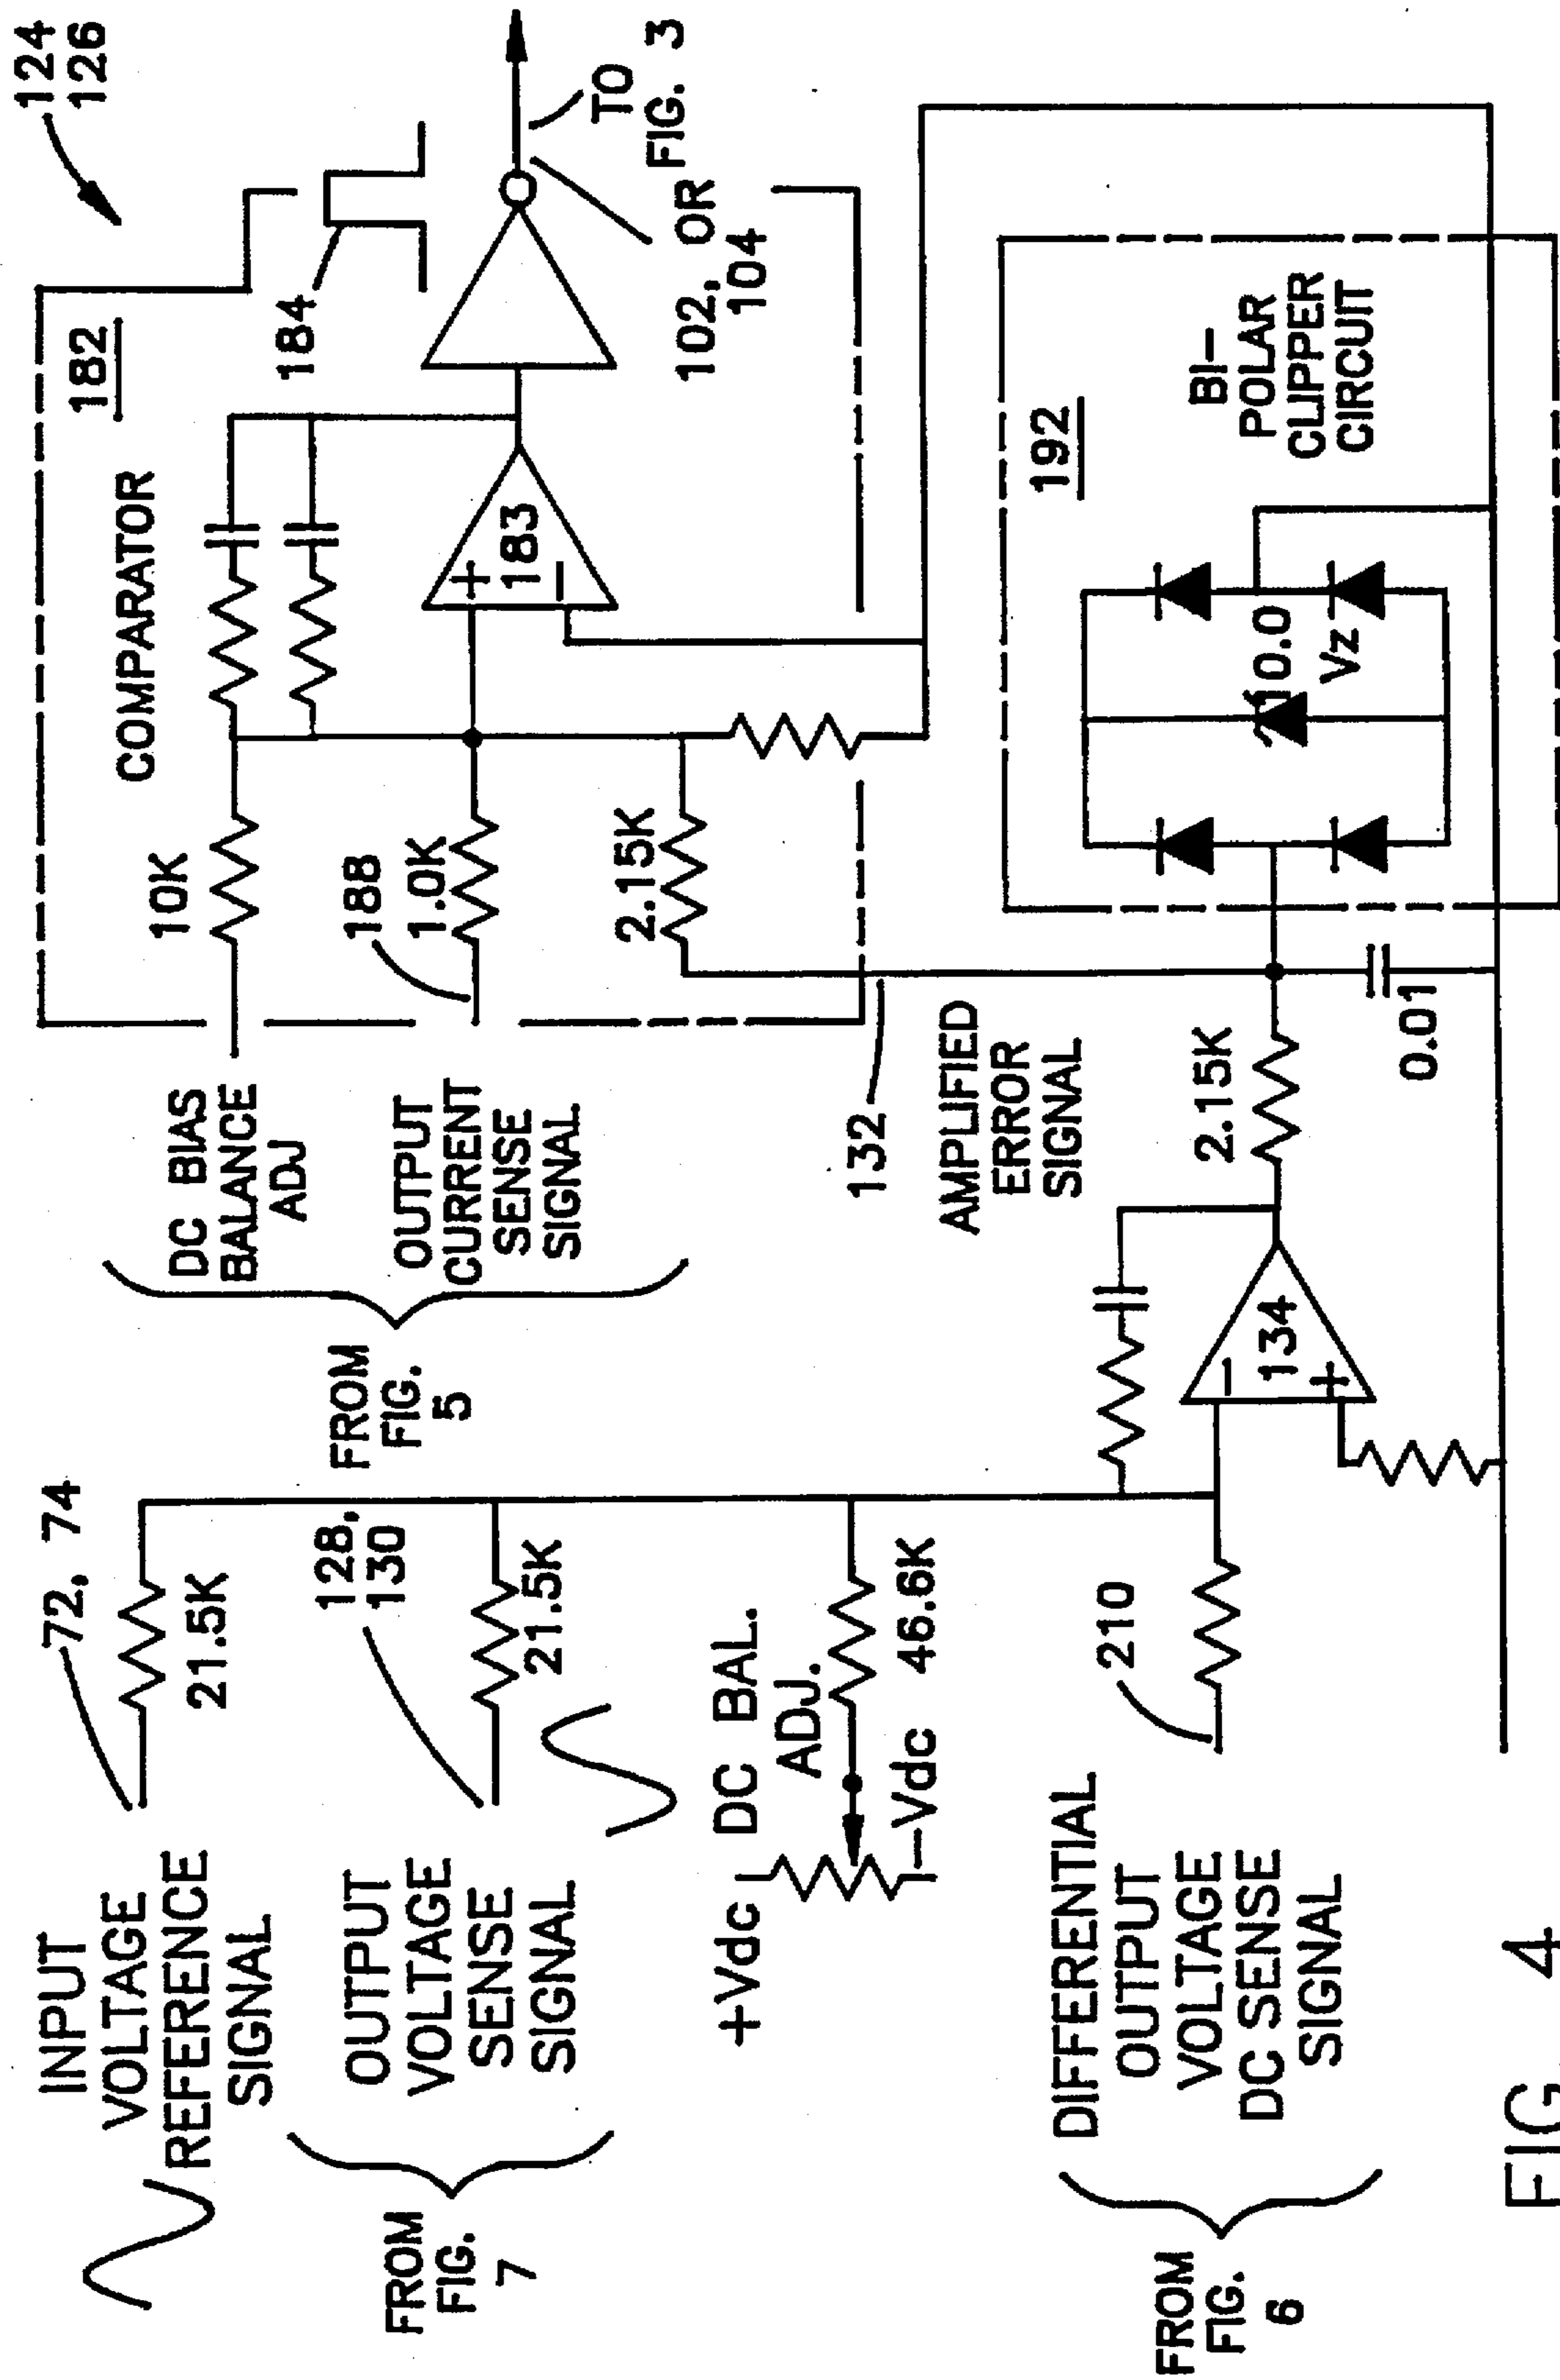 124
126
182
184
COMPARATOR
183
TO
FIG. 3
102, OR
104
10K
188
1.0K
2.15K
DC BIAS
BALANCE
ADJ
OUTPUT
CURRENT
SENSE
SIGNAL
FROM
FIG.
5
72, 74
21.5K
INPUT
VOLTAGE
REFERENCE
SIGNAL
128,
130
21.5K
OUTPUT
VOLTAGE
SENSE
SIGNAL
FROM
FIG.
7
+Vdc
DC BAL.
ADJ.
-Vdc
46.6K
132
AMPLIFIED
ERROR
SIGNAL
192
BI-
POLAR
CLIPPER
CIRCUIT
10.0
Vz
2.15K
0.01
-
134
+
+
-
210
DIFFERENTIAL
OUTPUT
VOLTAGE
DC SENSE
SIGNAL
FROM
FIG.
6
FIG. 4